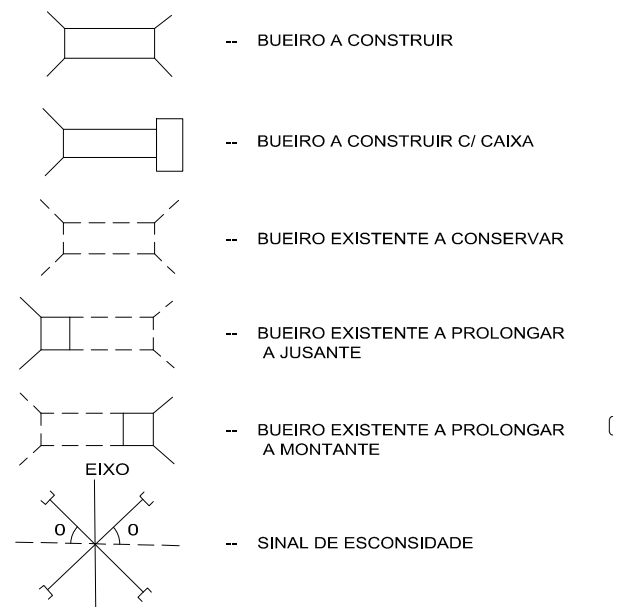 -- BUEIRO A CONSTRUIR
-- BUEIRO A CONSTRUIR C/ CAIXA
-- BUEIRO EXISTENTE A CONSERVAR
-- BUEIRO EXISTENTE A PROLONGAR
A JUSANTE
-- BUEIRO EXISTENTE A PROLONGAR
A MONTANTE
EIXO
0 0
-- SINAL DE ESCONSIDADE